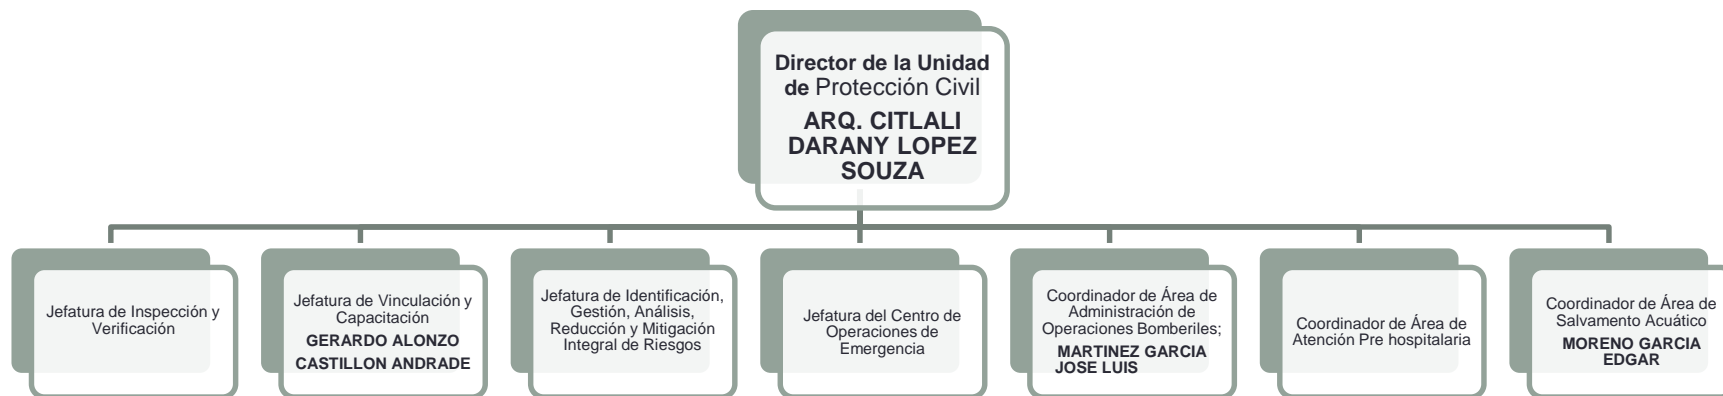 Director de la Unidad
de Protección Civil
ARQ. CITLALI
DARANY LOPEZ
SOUZA
Jefatura de Inspección y
Verificación
Jefatura de Vinculación y
Capacitación
GERARDO ALONZO
CASTILLON ANDRADE
Jefatura de Identificación,
Gestión, Análisis,
Reducción y Mitigación
Integral de Riesgos
Jefatura del Centro de
Operaciones de
Emergencia
Coordinador de Área de
Administración de
Operaciones Bomberiles;
MARTINEZ GARCIA
JOSE LUIS
Coordinador de Área de
Atención Pre hospitalaria
Coordinador de Área de
Salvamento Acuático
MORENO GARCIA
EDGAR